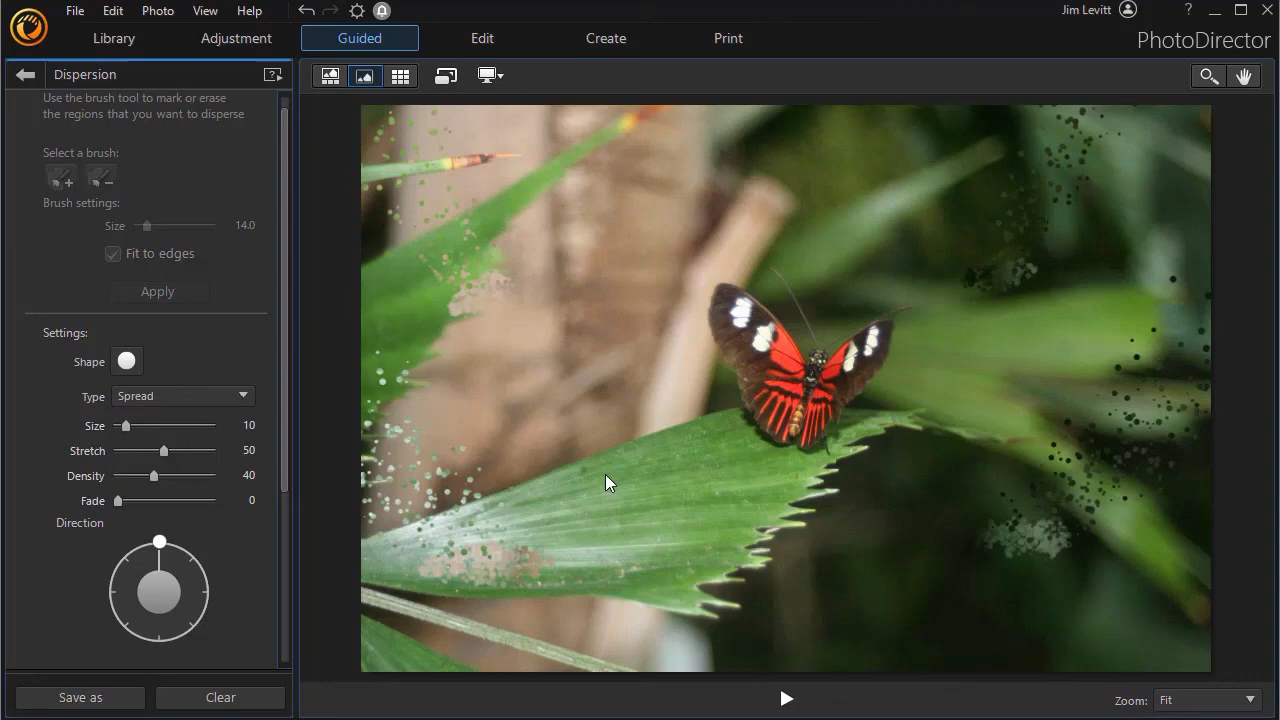 File Edit Photo View Help
Jim Levitt
?
Library Adjustment Guided Edit Create Print
PhotoDirector
Dispersion
?
Use the brush tool to mark or erase
the regions that you want to disperse
Select a brush:
Brush settings:
Size 14.0
Fit to edges
Apply
Settings:
Shape
Type Spread
Size 10
Stretch 50
Density 40
Fade 0
Direction
Save as Clear
Zoom: Fit